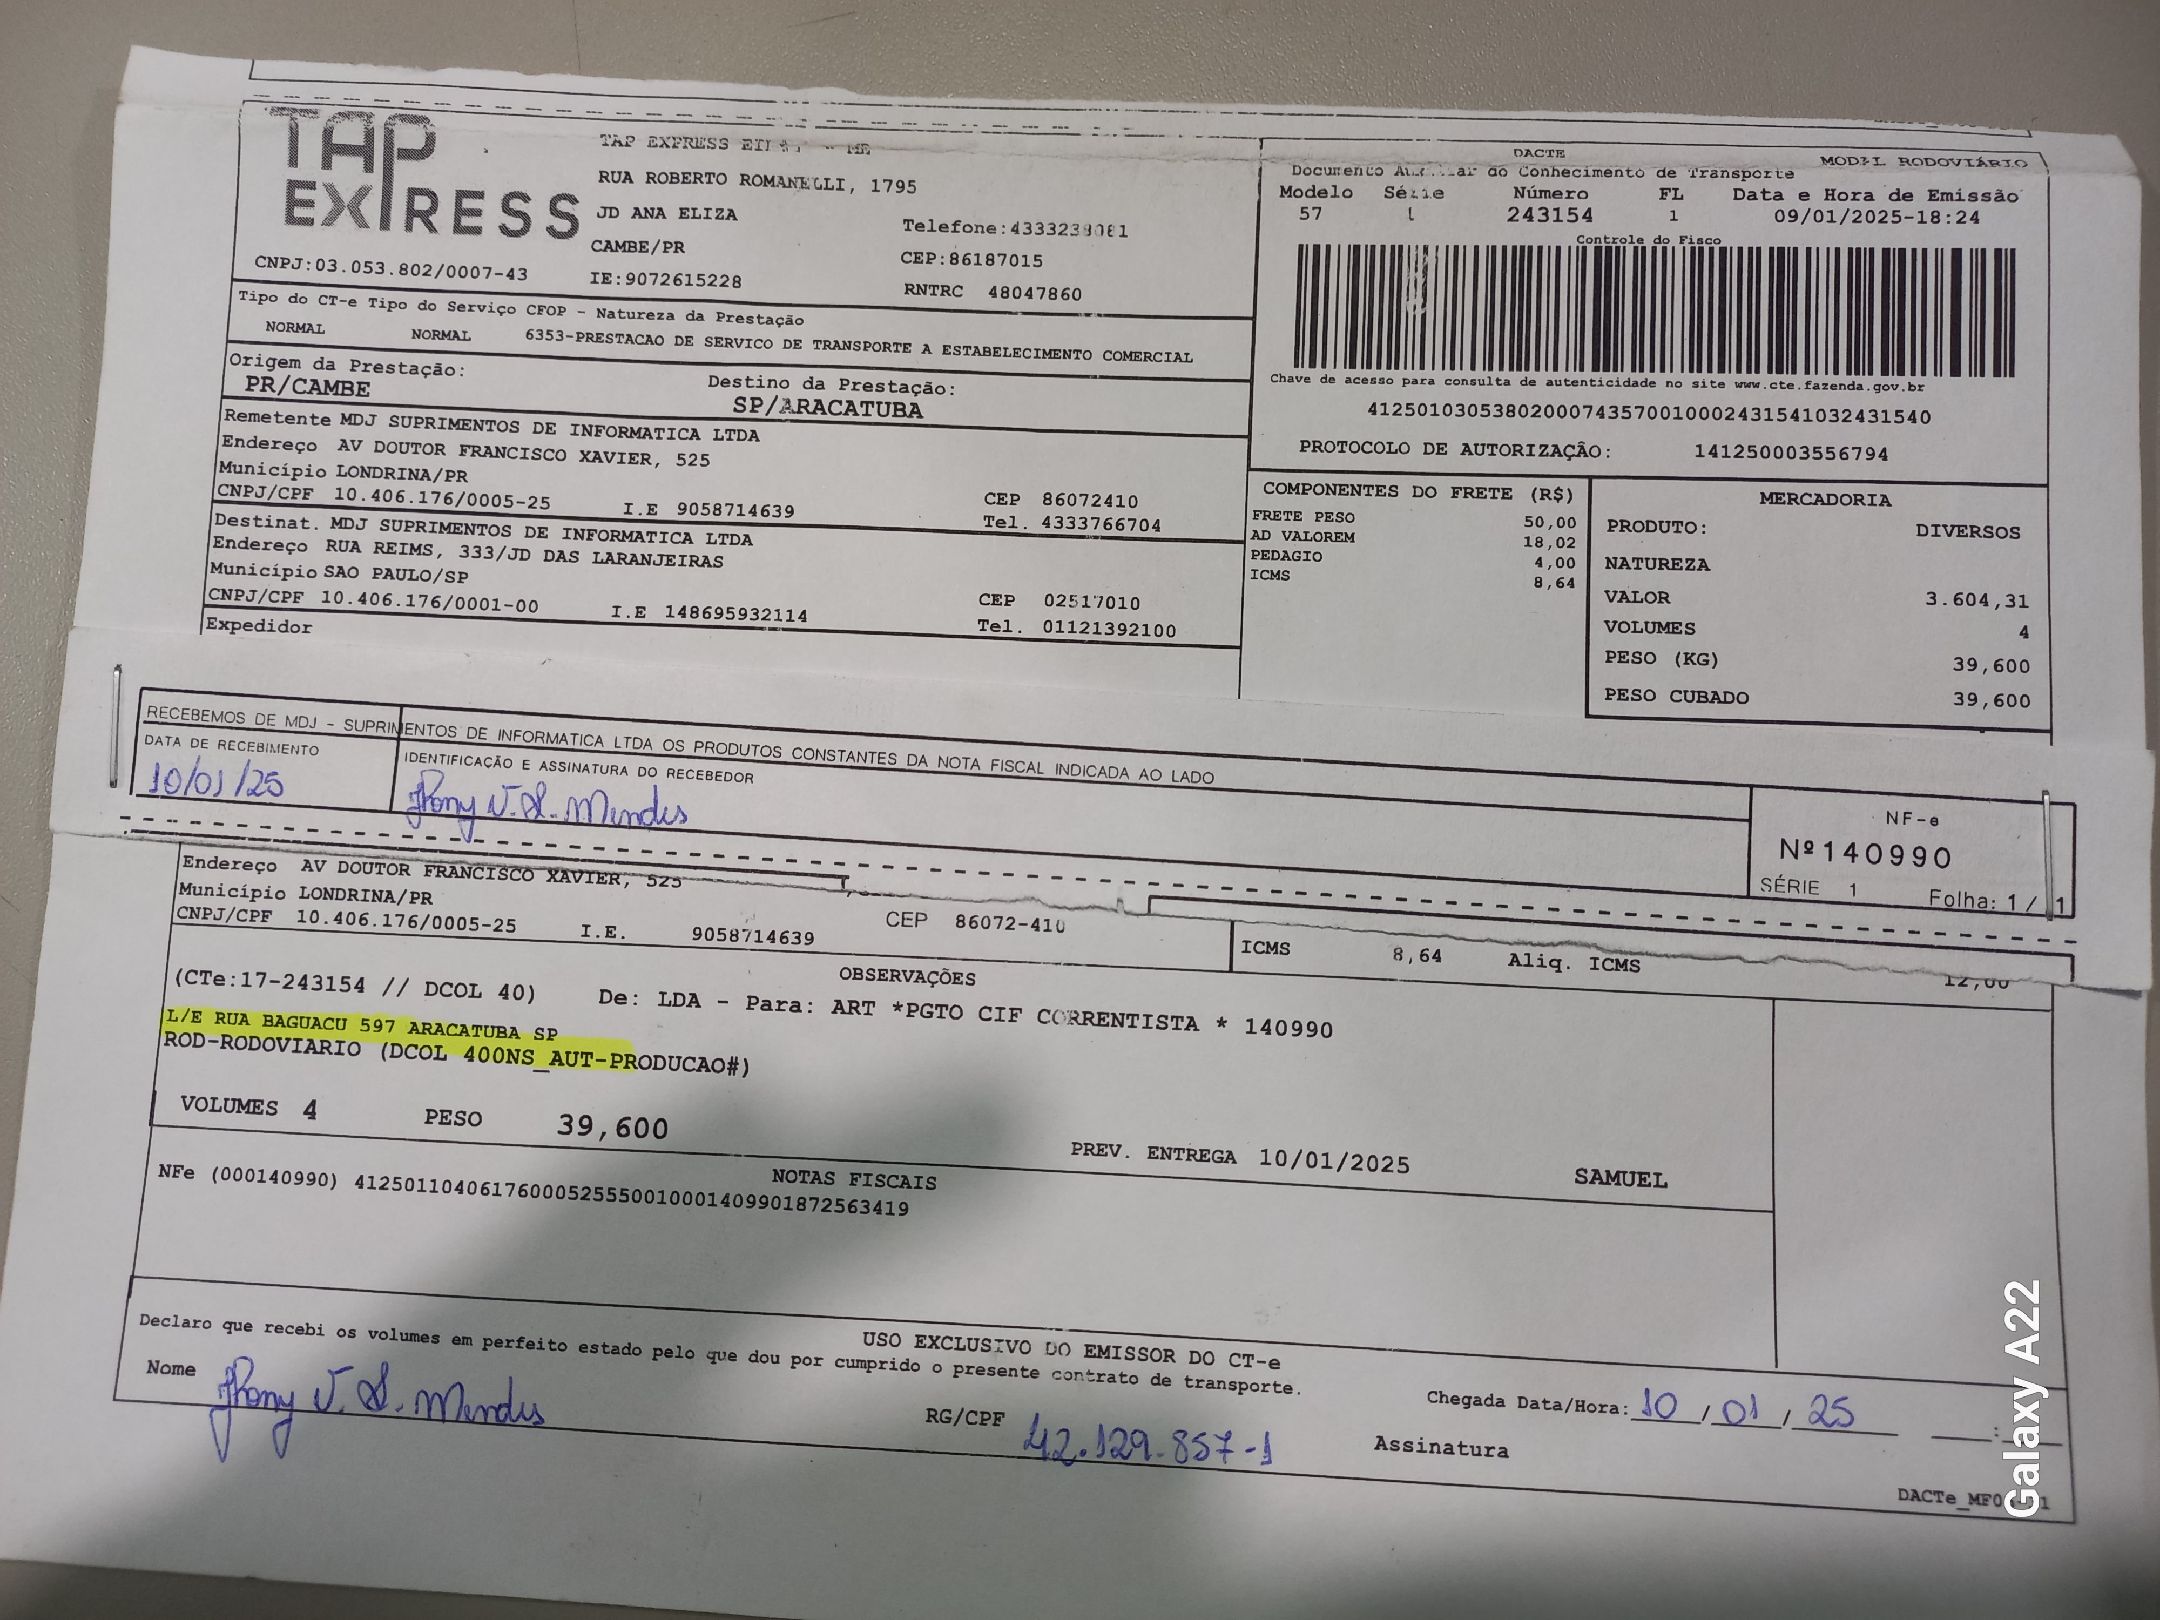 TAP EXPRESS
TAP EXPRESS
RUA ROBERTO ROMANELLI, 1795
JD ANA ELIZA
Telefone:
CAMBE/PR
CEP:86187015
CNPJ:03.053.802/0007-43
IE:9072615228
RNTRC 48047860
DACTE
MODAL RODOVIÁRIO
Documento Auxiliar do Conhecimento de Transporte
Modelo Série Número FL Data e Hora de Emissão
57 1 243154 1 09/01/2025-18:24
Controle do Fisco
Chave de acesso para consulta de autenticidade no site www.cte.fazenda.gov.br
41250103053802000743570010002431541032431540
PROTOCOLO DE AUTORIZAÇÃO: 141250003556794
Tipo do CT-e Tipo do Serviço CFOP - Natureza da Prestação
NORMAL NORMAL 6353-PRESTACAO DE SERVICO DE TRANSPORTE A ESTABELECIMENTO COMERCIAL
Origem da Prestação: Destino da Prestação:
PR/CAMBE SP/ARACATUBA
Remetente MDJ SUPRIMENTOS DE INFORMATICA LTDA
Endereço AV DOUTOR FRANCISCO XAVIER, 525
Município LONDRINA/PR
CEP 86072410
CNPJ/CPF 10.406.176/0005-25 I.E 9058714639 Tel. 4333766704
Destinat. MDJ SUPRIMENTOS DE INFORMATICA LTDA
Endereço RUA REIMS, 333/JD DAS LARANJEIRAS
Município SAO PAULO/SP
CEP 02517010
CNPJ/CPF 10.406.176/0001-00 I.E 148695932114 Tel. 01121392100
Expedidor
COMPONENTES DO FRETE (R$)
FRETE PESO 50,00
AD VALOREM 18,02
PEDAGIO 4,00
ICMS 8,64
MERCADORIA
PRODUTO: DIVERSOS
NATUREZA
VALOR 3.604,31
VOLUMES 4
PESO (KG) 39,600
PESO CUBADO 39,600
RECEBEMOS DE MDJ - SUPRIMENTOS DE INFORMATICA LTDA OS PRODUTOS CONSTANTES DA NOTA FISCAL INDICADA AO LADO
DATA DE RECEBIMENTO IDENTIFICAÇÃO E ASSINATURA DO RECEBEDOR
10/01/25 Jhony V. S. Mendes
NF-e
Nº140990
SÉRIE 1 Folha: 1 / 1
Endereço AV DOUTOR FRANCISCO XAVIER, 525
Município LONDRINA/PR
CNPJ/CPF 10.406.176/0005-25 I.E. 9058714639 CEP 86072-410
ICMS 8,64 Aliq. ICMS 12,00
OBSERVAÇÕES
(CTe:17-243154 // DCOL 40) De: LDA - Para: ART *PGTO CIF CORRENTISTA * 140990
L/E RUA BAGUACU 597 ARACATUBA SP
ROD-RODOVIARIO (DCOL 400NS_AUT-PRODUCAO#)
VOLUMES 4 PESO 39,600
PREV. ENTREGA 10/01/2025 SAMUEL
NOTAS FISCAIS
NFe (000140990) 41250110406176000525550010001409901872563419
USO EXCLUSIVO DO EMISSOR DO CT-e
Declaro que recebi os volumes em perfeito estado pelo que dou por cumprido o presente contrato de transporte.
Nome Jhony V. S. Mendes RG/CPF 42.129.857-1
Chegada Data/Hora: 10 / 01 / 25 :
Assinatura
Galaxy A22